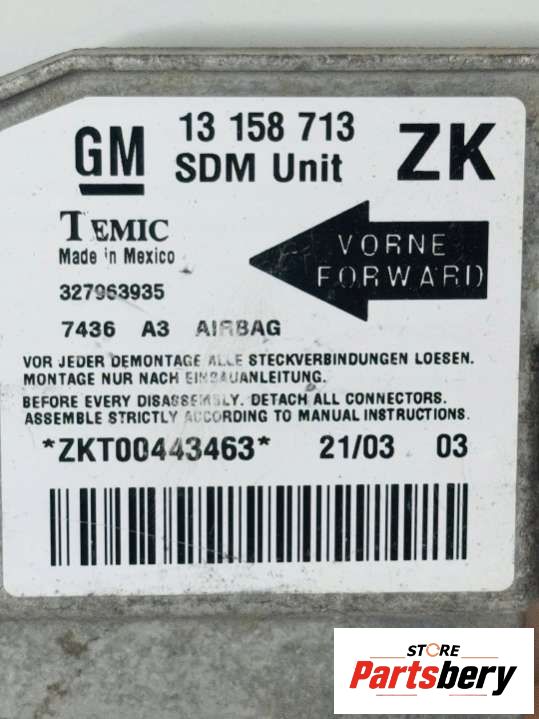 GM 13 158 713 ZK
SDM Unit
TEMIC
Made in Mexico
VORNE
FORWARD
327963935
7436 A3 AIRBAG
VOR JEDER DEMONTAGE ALLE STECKVERBINDUNGEN LOESEN.
MONTAGE NUR NACH EINBAUANLEITUNG.
BEFORE EVERY DISASSEMBLY. DETACH ALL CONNECTORS.
ASSEMBLE STRICTLY ACCORDING TO MANUAL INSTRUCTIONS.
*ZKT00443463* 21/03 03
STORE
Partsbery